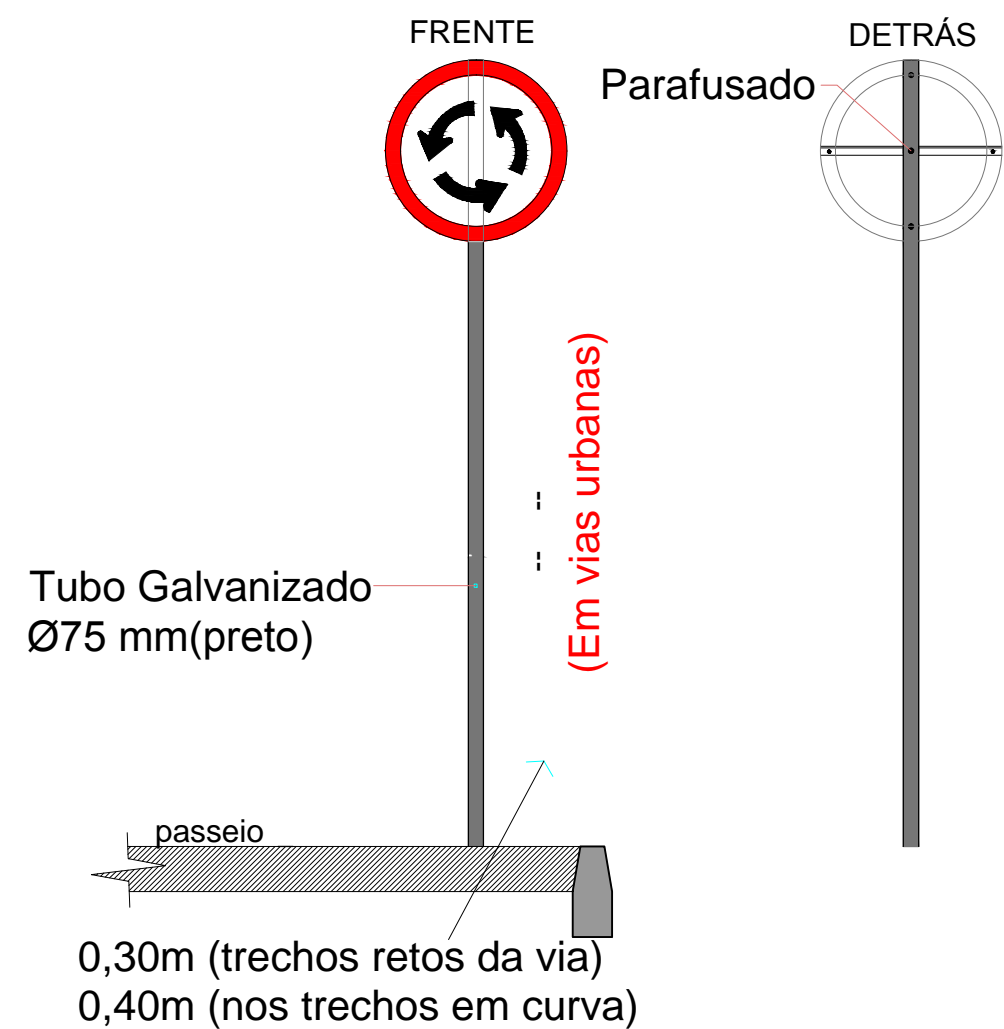 FRENTE
DETRÁS
Parafusado
(Em vias urbanas)
Tubo Galvanizado
Ø75 mm(preto)
passeio
0,30m (trechos retos da via)
0,40m (nos trechos em curva)